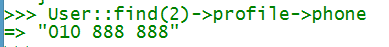 >>> User::find(2)->profile->phone
=> "010 888 888"